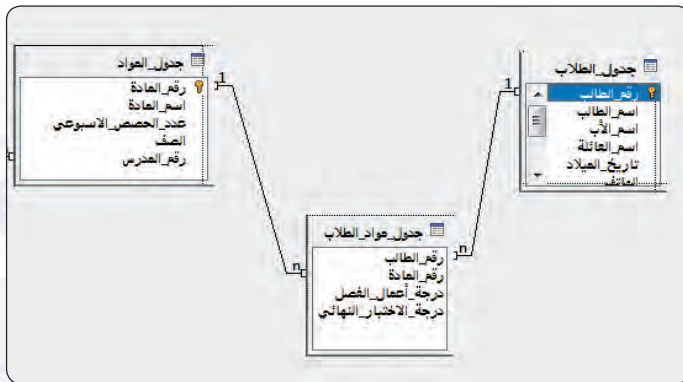 جدول_الطلاب
رقم_الطالب
اسم_الطالب
اسم_الأب
اسم_العائلة
تاريخ_الميلاد
الهاتف
1
جدول_المواد
رقم_المادة
اسم_المادة
عدد_الحصص_الاسبوعي
الصف
رقم_المدرس
1
جدول_مواد_الطلاب
رقم_الطالب
رقم_المادة
درجة_أعمال_الفصل
درجة_الاختبار_النهائي
n
n